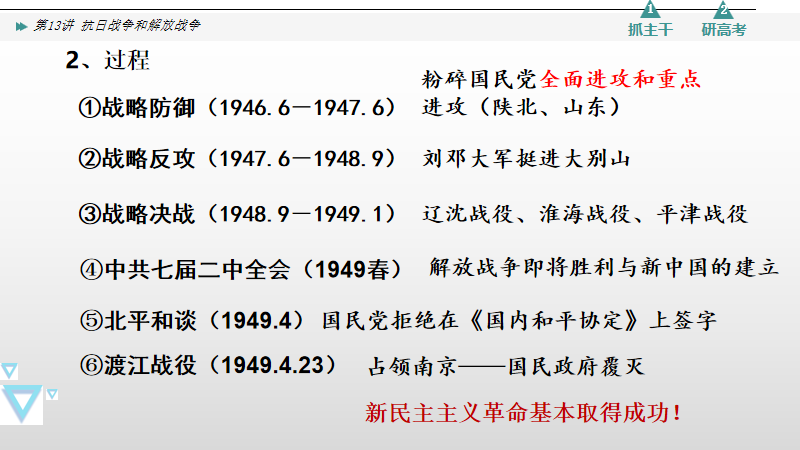 第13讲 抗日战争和解放战争
1 抓主干
2 研高考
2、过程
①战略防御（1946.6－1947.6） 粉碎国民党全面进攻和重点
进攻（陕北、山东）
②战略反攻（1947.6－1948.9） 刘邓大军挺进大别山
③战略决战（1948.9－1949.1） 辽沈战役、淮海战役、平津战役
④中共七届二中全会（1949春） 解放战争即将胜利与新中国的建立
⑤北平和谈（1949.4） 国民党拒绝在《国内和平协定》上签字
⑥渡江战役（1949.4.23） 占领南京——国民政府覆灭
新民主主义革命基本取得成功！